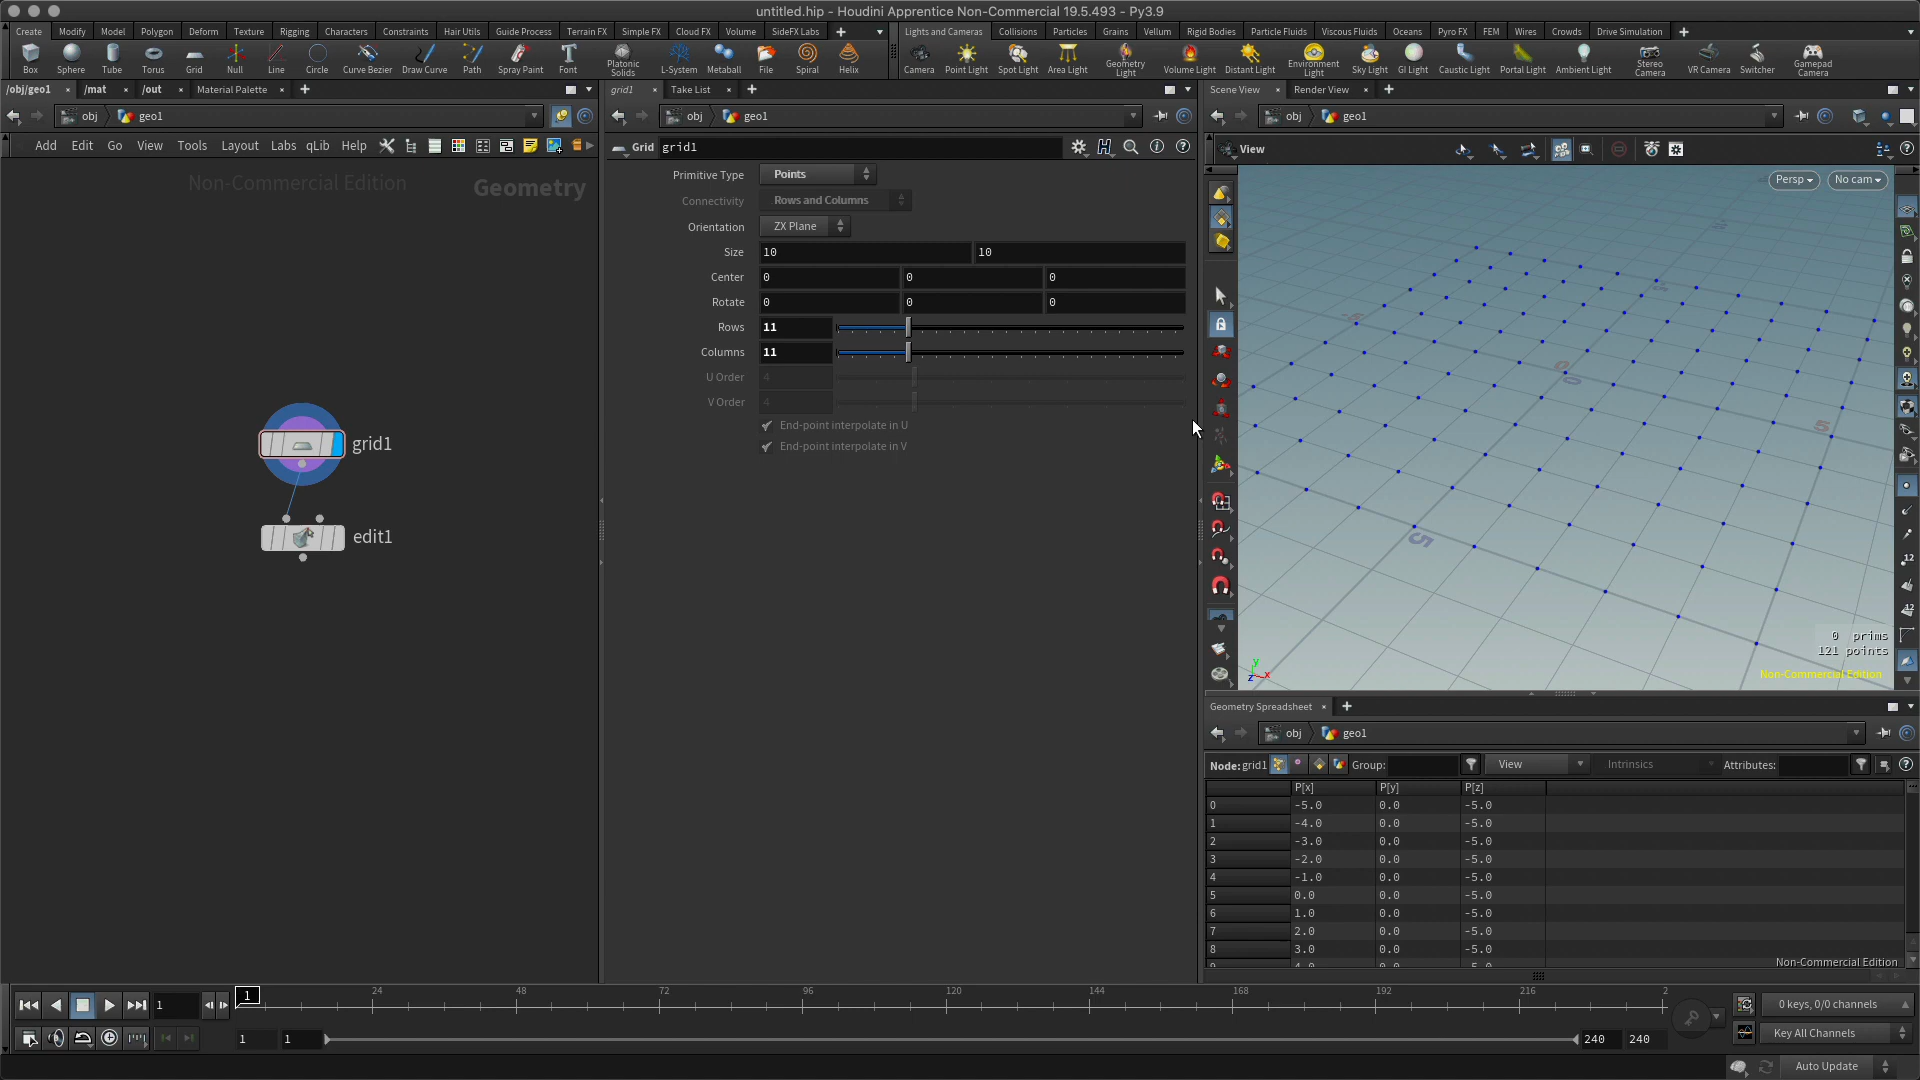 untitled.hip - Houdini Apprentice Non-Commercial 19.5.493 - Py3.9
Create Modify Model Polygon Deform Texture Rigging Characters Constraints Hair Utils Guide Process Terrain FX Simple FX Cloud FX Volume SideFX Labs
Box Sphere Tube Torus Grid Null Line Circle Curve Bezier Draw Curve Path Spray Paint Font Platonic Solids L-System Metaball File Spiral Helix
Lights and Cameras Collisions Particles Grains Vellum Rigid Bodies Particle Fluids Viscous Fluids Oceans Pyro FX FEM Wires Crowds Drive Simulation
Camera Point Light Spot Light Area Light Geometry Light Volume Light Distant Light Environment Light Sky Light GI Light Caustic Light Portal Light Ambient Light Stereo Camera VR Camera Switcher Gamepad Camera
/obj/geo1 /mat /out Material Palette
obj geo1
Add Edit Go View Tools Layout Labs qLib Help
Non-Commercial Edition
Geometry
grid1
edit1
grid1 Take List
obj geo1
Grid grid1
Primitive Type Points
Connectivity Rows and Columns
Orientation ZX Plane
Size 10 10
Center 0 0 0
Rotate 0 0 0
Rows 11
Columns 11
U Order 4
V Order 4
End-point interpolate in U
End-point interpolate in V
Scene View Render View
obj geo1
View
Persp No cam
0
0
5
5
12
12
0 prims
121 points
Non-Commercial Edition
y
z x
Geometry Spreadsheet
obj geo1
Node: grid1 Group: View Intrinsics Attributes:
P[x] P[y] P[z]
0 -5.0 0.0 -5.0
1 -4.0 0.0 -5.0
2 -3.0 0.0 -5.0
3 -2.0 0.0 -5.0
4 -1.0 0.0 -5.0
5 0.0 0.0 -5.0
6 1.0 0.0 -5.0
7 2.0 0.0 -5.0
8 3.0 0.0 -5.0
Non-Commercial Edition
1 1 24 48 72 96 120 144 168 192 216 2
0 keys, 0/0 channels
1 1 240 240
Key All Channels
Auto Update